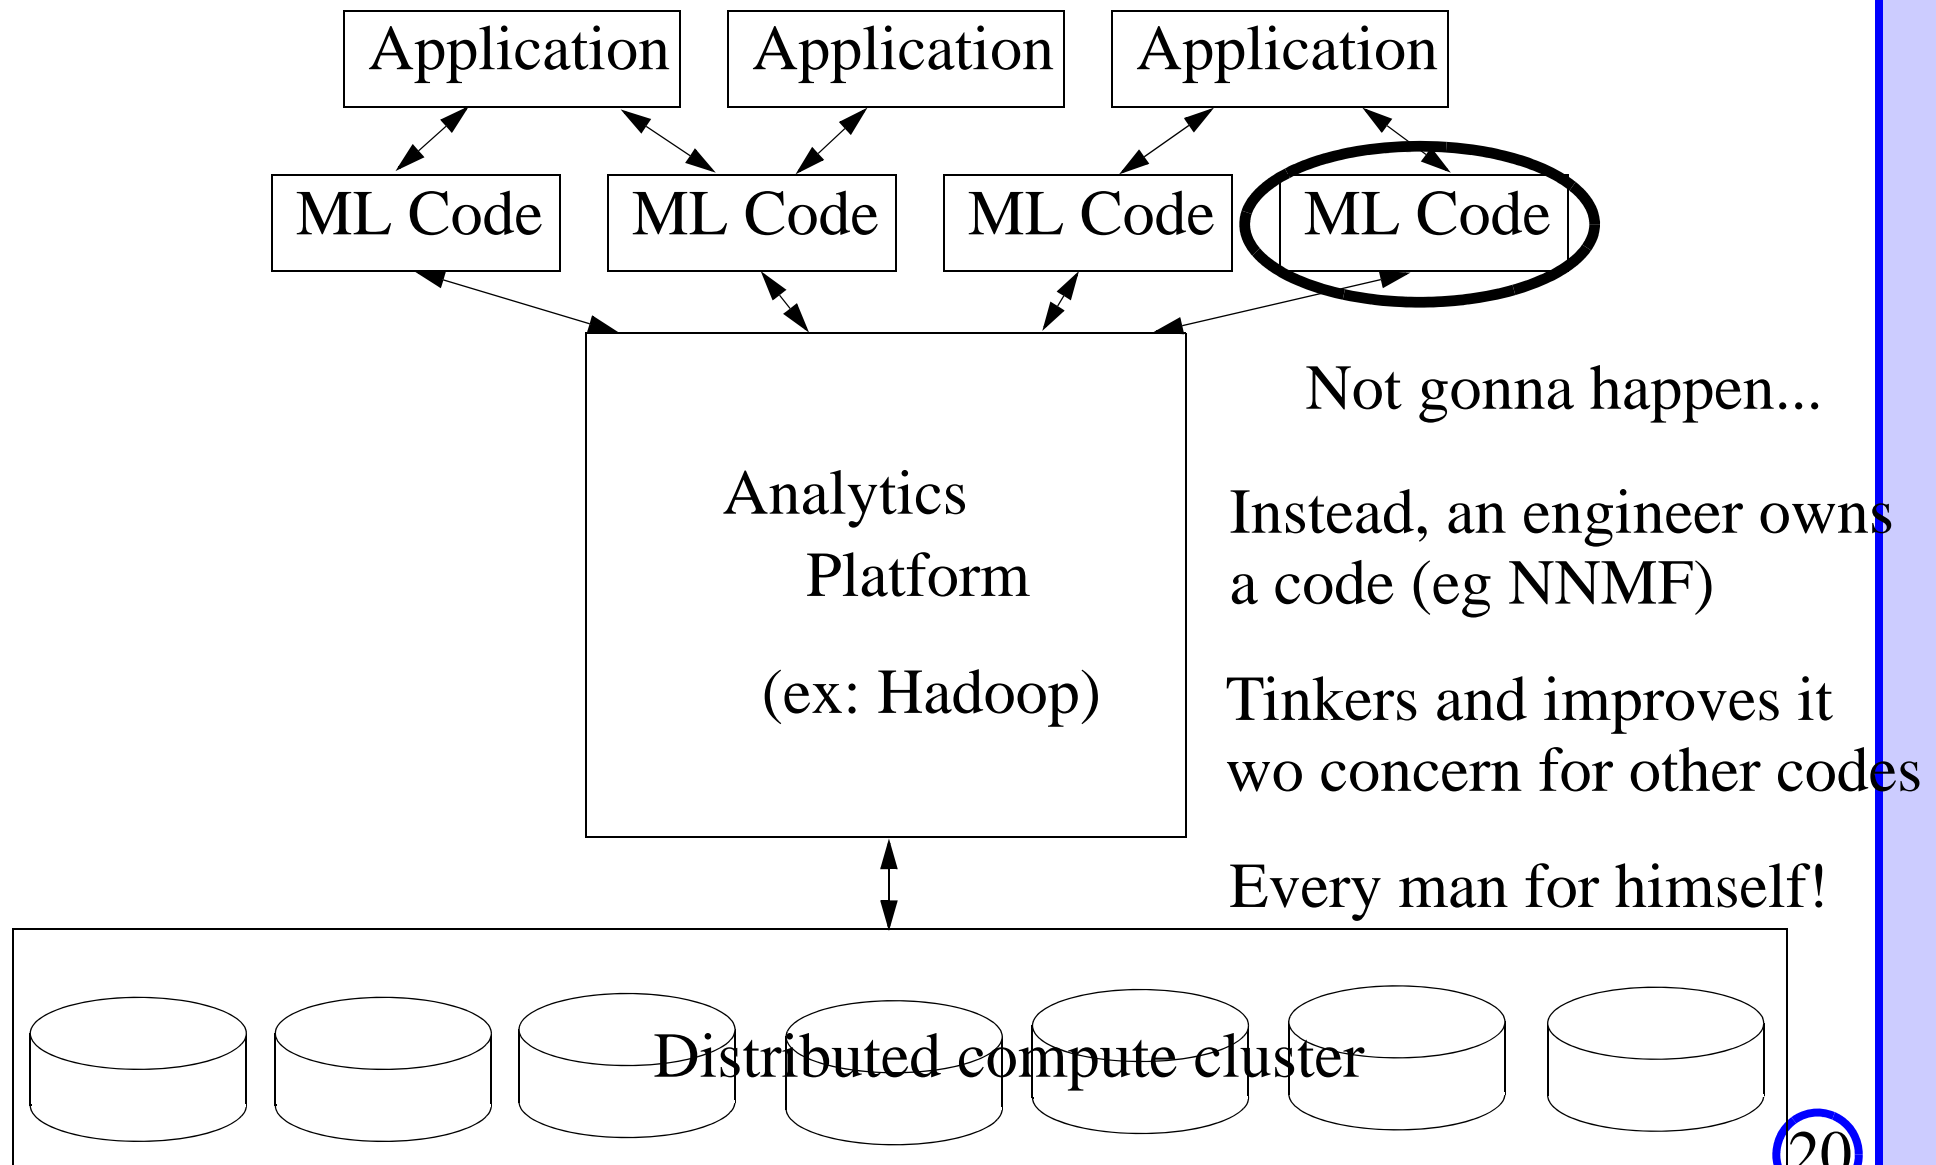 Application
Application
Application
ML Code
ML Code
ML Code
ML Code
Not gonna happen...
Analytics
Platform
(ex: Hadoop)
Instead, an engineer owns
a code (eg NNMF)
Tinkers and improves it
wo concern for other codes
Every man for himself!
Distributed compute cluster
20